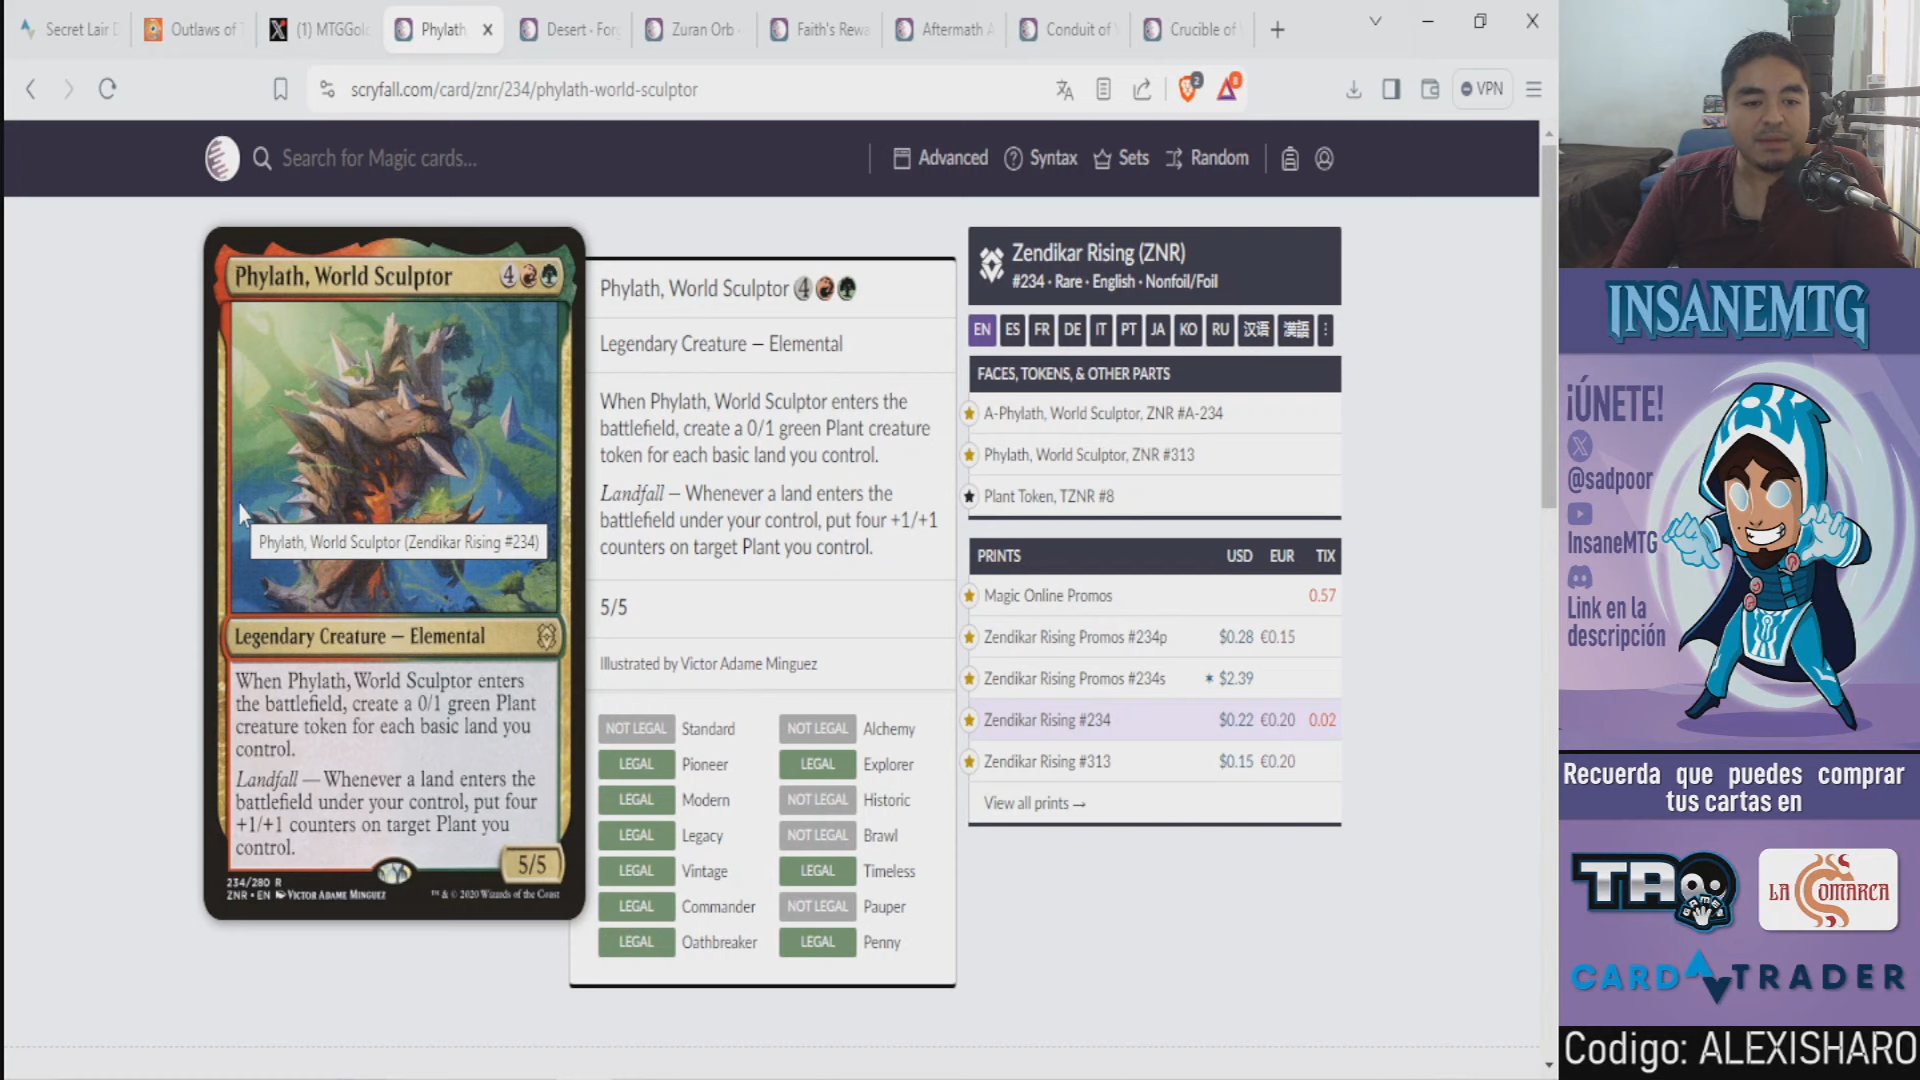 Secret Lair
Outlaws of
(1) MTGGol
Phylath
Desert · For
Zuran Orb ·
Faith's Rewa
Aftermath A
Conduit of
Crucible of
scryfall.com/card/znr/234/phylath-world-sculptor
2
8
VPN
Search for Magic cards...
Advanced
Syntax
Sets
Random
Phylath, World Sculptor 4
Phylath, World Sculptor (Zendikar Rising #234)
Legendary Creature — Elemental
When Phylath, World Sculptor enters
the battlefield, create a 0/1 green Plant
creature token for each basic land you
control.
Landfall — Whenever a land enters the
battlefield under your control, put four
+1/+1 counters on target Plant you
control.
5/5
234/280 R
ZNR · EN Victor Adame Minguez
™ & © 2020 Wizards of the Coast
Phylath, World Sculptor 4
Legendary Creature — Elemental
When Phylath, World Sculptor enters the
battlefield, create a 0/1 green Plant creature
token for each basic land you control.
Landfall — Whenever a land enters the
battlefield under your control, put four +1/+1
counters on target Plant you control.
5/5
Illustrated by Victor Adame Minguez
NOT LEGAL Standard NOT LEGAL Alchemy
LEGAL Pioneer LEGAL Explorer
LEGAL Modern NOT LEGAL Historic
LEGAL Legacy NOT LEGAL Brawl
LEGAL Vintage LEGAL Timeless
LEGAL Commander NOT LEGAL Pauper
LEGAL Oathbreaker LEGAL Penny
Zendikar Rising (ZNR)
#234 · Rare · English · Nonfoil/Foil
EN ES FR DE IT PT JA KO RU 汉语 漢語
FACES, TOKENS, & OTHER PARTS
A-Phylath, World Sculptor, ZNR #A-234
Phylath, World Sculptor, ZNR #313
Plant Token, TZNR #8
PRINTS USD EUR TIX
Magic Online Promos 0.57
Zendikar Rising Promos #234p $0.28 €0.15
Zendikar Rising Promos #234s ✶ $2.39
Zendikar Rising #234 $0.22 €0.20 0.02
Zendikar Rising #313 $0.15 €0.20
View all prints →
INSANEMTG
¡ÚNETE!
@sadpoor
InsaneMTG
Link en la
descripción
Recuerda que puedes comprar
tus cartas en
TAO
GAMES
LA COMARCA
CARD TRADER
Codigo: ALEXISHARO